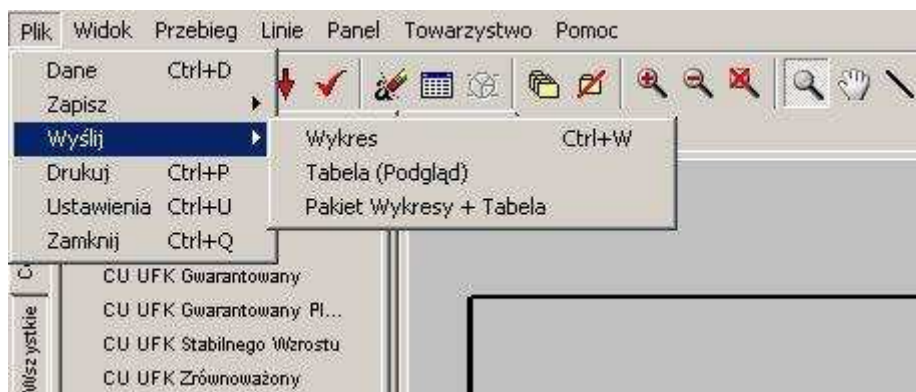 Plik Widok Przebieg Linie Panel Towarzystwo Pomoc
Dane Ctrl+D
Zapisz
Wyślij
Wykres Ctrl+W
Drukuj Ctrl+P
Tabela (Podgląd)
Ustawienia Ctrl+U
Pakiet Wykresy + Tabela
Zamknij Ctrl+Q
CU UFK Gwarantowany
CU UFK Gwarantowany Pl...
CU UFK Stabilnego Wzrostu
CU UFK Zrównoważony